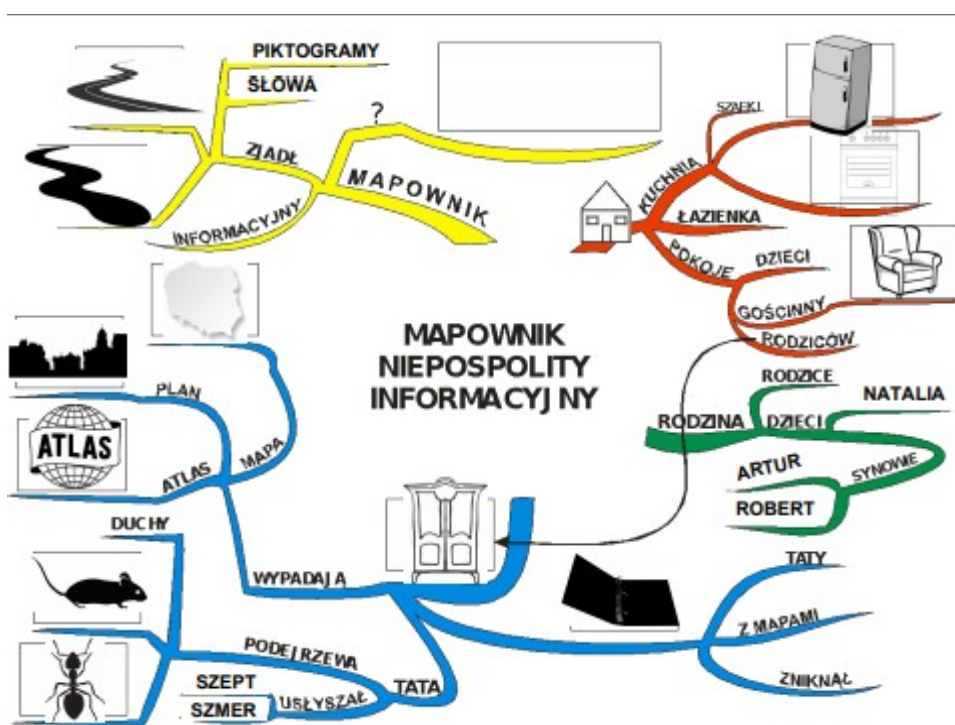 PIKTOGRAMY
SŁOWA
?
ZJADŁ
MAPOWNIK
INFORMACYJNY
SZAFKI
KUCHNIA
ŁAZIENKA
POKOJE
DZIECI
GOŚCINNY
RODZICÓW
MAPOWNIK
NIEPOSPOLITY
INFORMACYJNY
RODZICE
RODZINA
DZIECI
NATALIA
SYNOWIE
ARTUR
ROBERT
PLAN
MAPA
ATLAS
ATLAS
WYPADAJĄ
DUCHY
PODEJRZEWA
SZEPT
SZMER
USŁYSZAŁ
TATA
TATY
Z MAPAMI
ZNIKNĄŁ